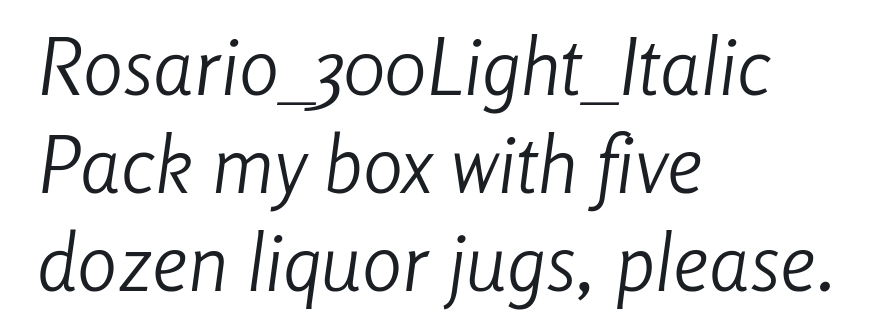 Rosario_300Light_Italic
Pack my box with five
dozen liquor jugs, please.